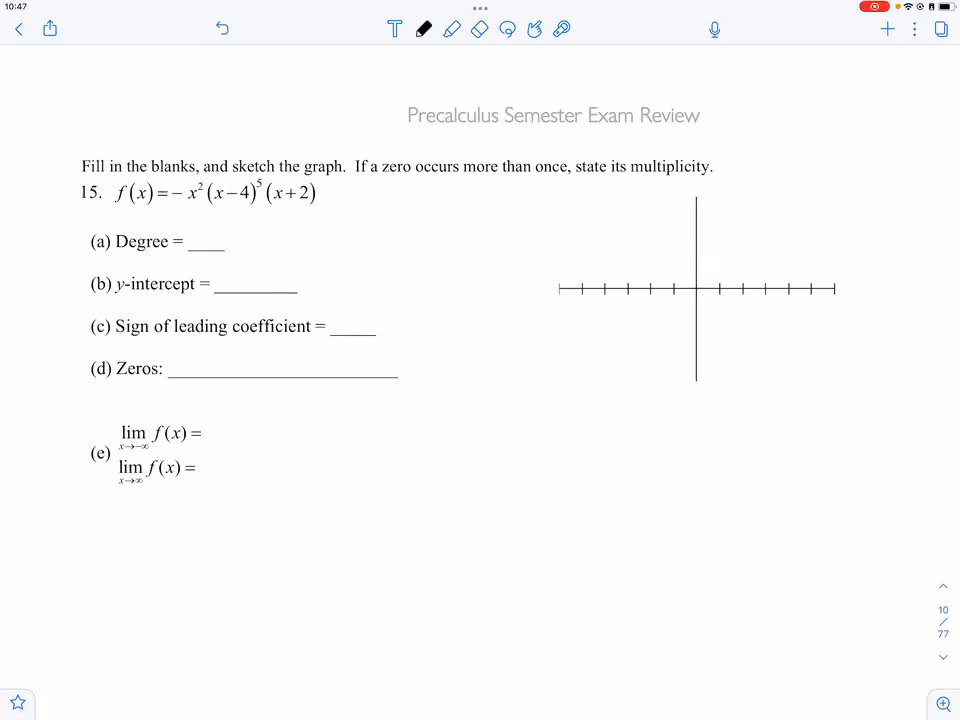 10:47
Precalculus Semester Exam Review
Fill in the blanks, and sketch the graph. If a zero occurs more than once, state its multiplicity.
15. f(x) = − x²(x − 4)⁵(x + 2)
(a) Degree = ____
(b) y-intercept = _________
(c) Sign of leading coefficient = _____
(d) Zeros: _________________________
(e) lim x→−∞ f(x) =
lim x→∞ f(x) =
10
/
77